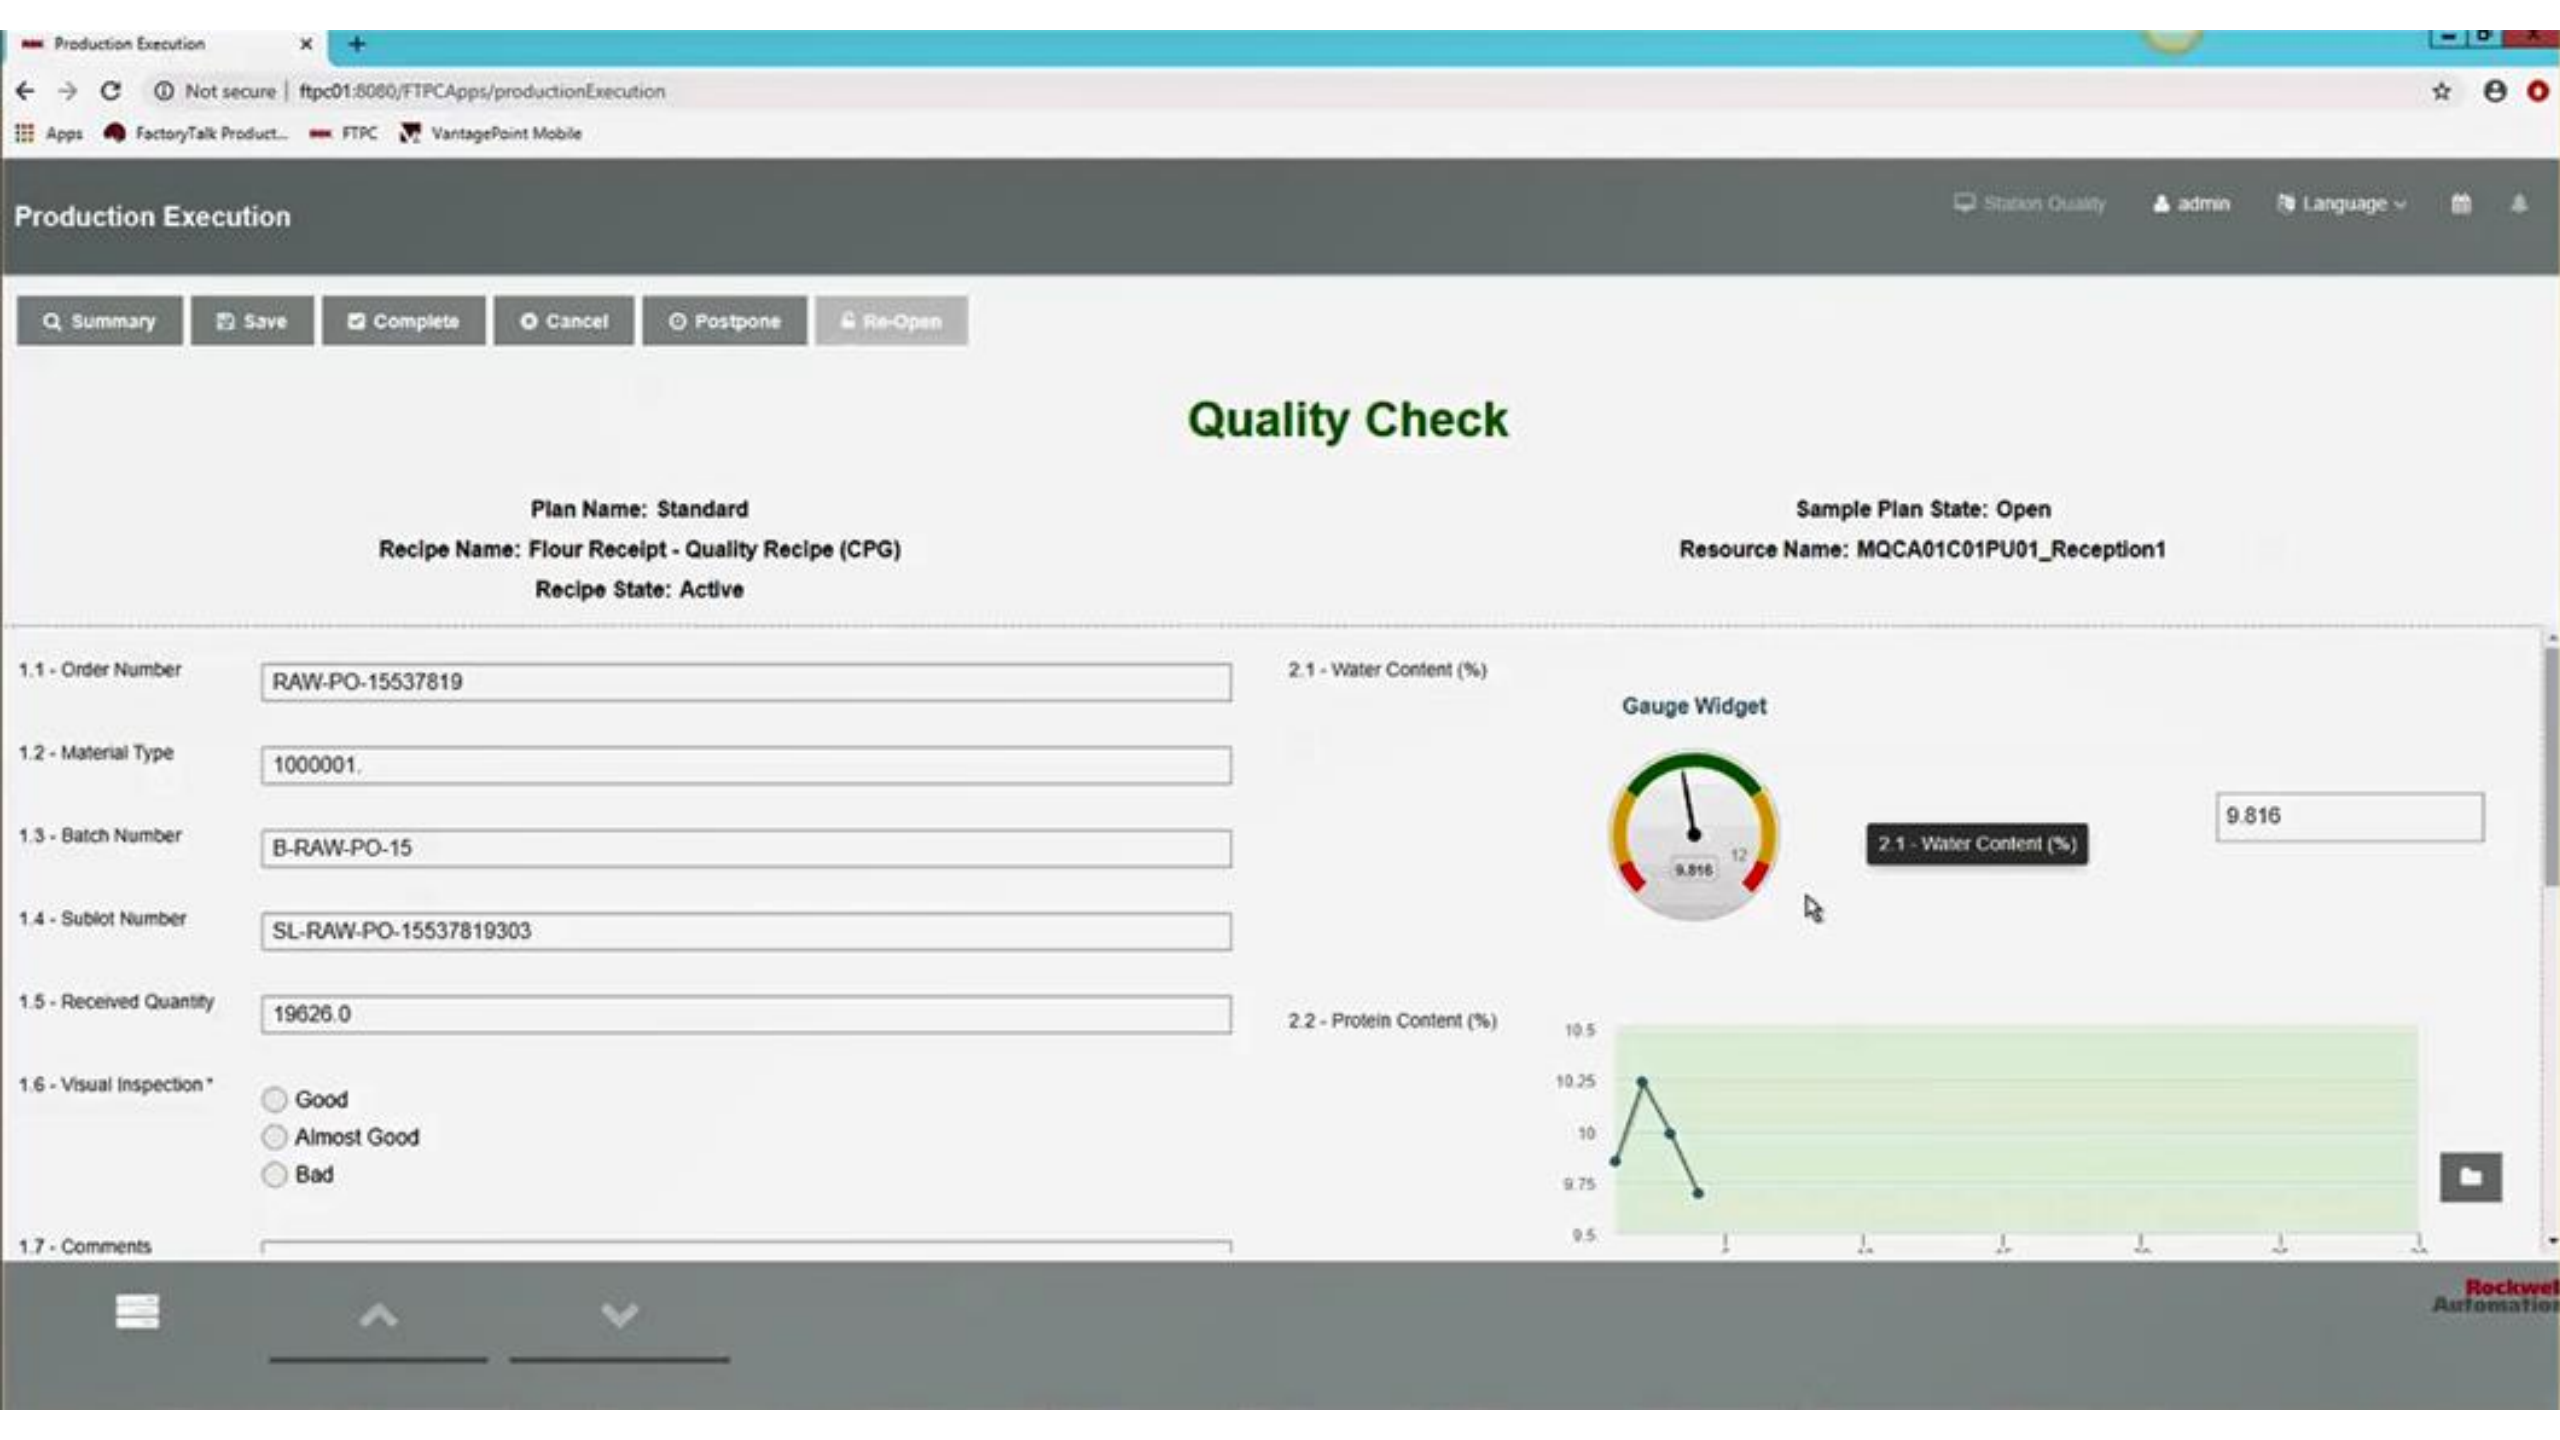 Production Execution
Not secure | ftpc01:8080/FTPCApps/productionExecution
Apps FactoryTalk Product... FTPC VantagePoint Mobile
Production Execution
Station Quality admin Language
Summary Save Complete Cancel Postpone Re-Open
Quality Check
Plan Name: Standard
Recipe Name: Flour Receipt - Quality Recipe (CPG)
Recipe State: Active
Sample Plan State: Open
Resource Name: MQCA01C01PU01_Reception1
1.1 - Order Number
RAW-PO-15537819
1.2 - Material Type
1000001.
1.3 - Batch Number
B-RAW-PO-15
1.4 - Sublot Number
SL-RAW-PO-15537819303
1.5 - Received Quantity
19626.0
1.6 - Visual Inspection *
Good
Almost Good
Bad
1.7 - Comments
2.1 - Water Content (%)
Gauge Widget
12
9.816
2.1 - Water Content (%)
9.816
2.2 - Protein Content (%)
10.5
10.25
10
9.75
9.5
Rockwel
Automation